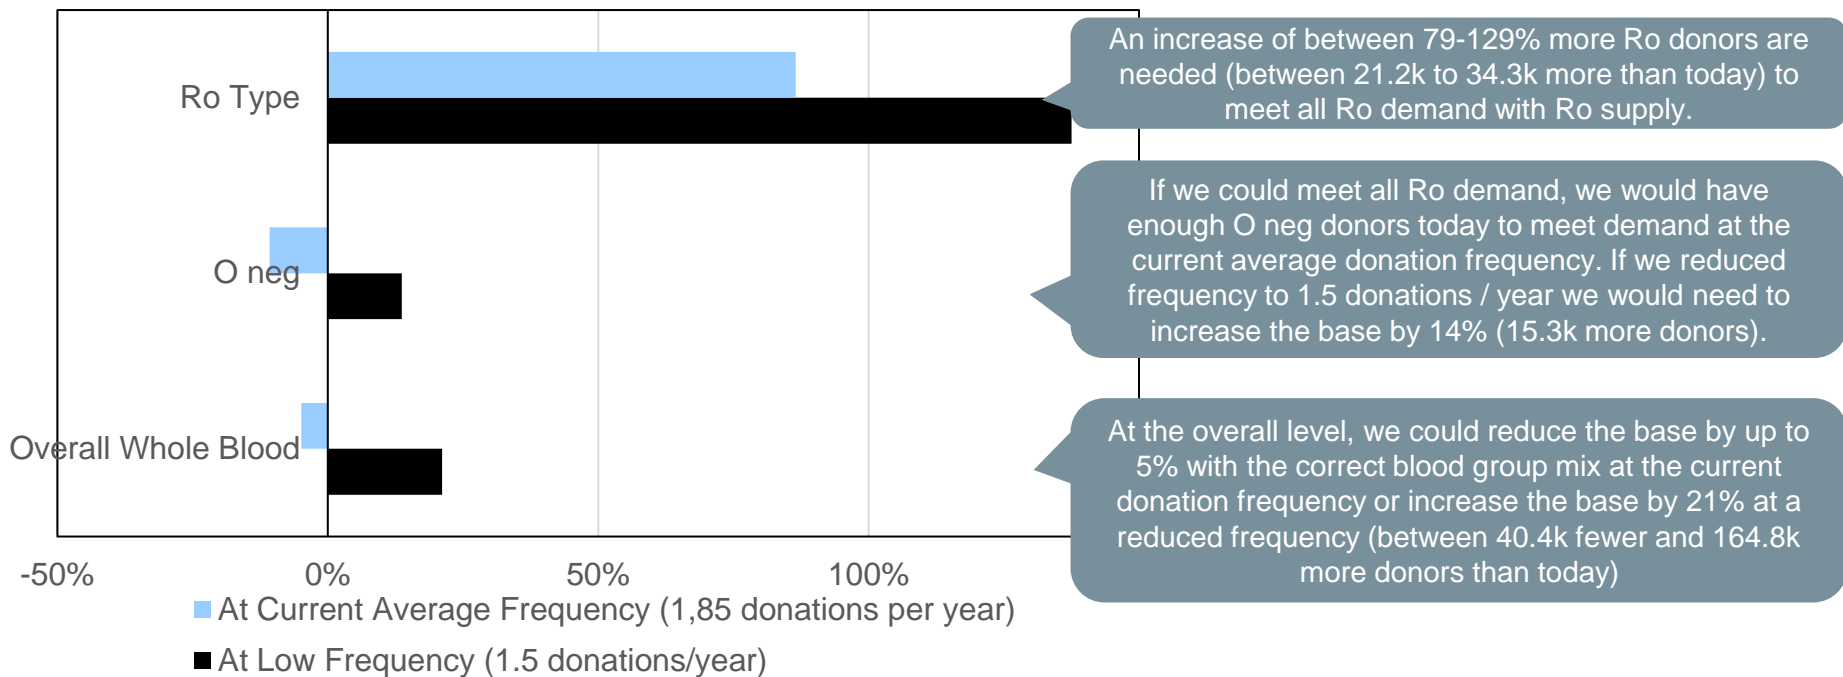 Ro Type
O neg
Overall Whole Blood
-50%
0%
50%
100%
At Current Average Frequency (1,85 donations per year)
At Low Frequency (1.5 donations/year)
An increase of between 79-129% more Ro donors are
needed (between 21.2k to 34.3k more than today) to
meet all Ro demand with Ro supply.
If we could meet all Ro demand, we would have
enough O neg donors today to meet demand at the
current average donation frequency. If we reduced
frequency to 1.5 donations / year we would need to
increase the base by 14% (15.3k more donors).
At the overall level, we could reduce the base by up to
5% with the correct blood group mix at the current
donation frequency or increase the base by 21% at a
reduced frequency (between 40.4k fewer and 164.8k
more donors than today)